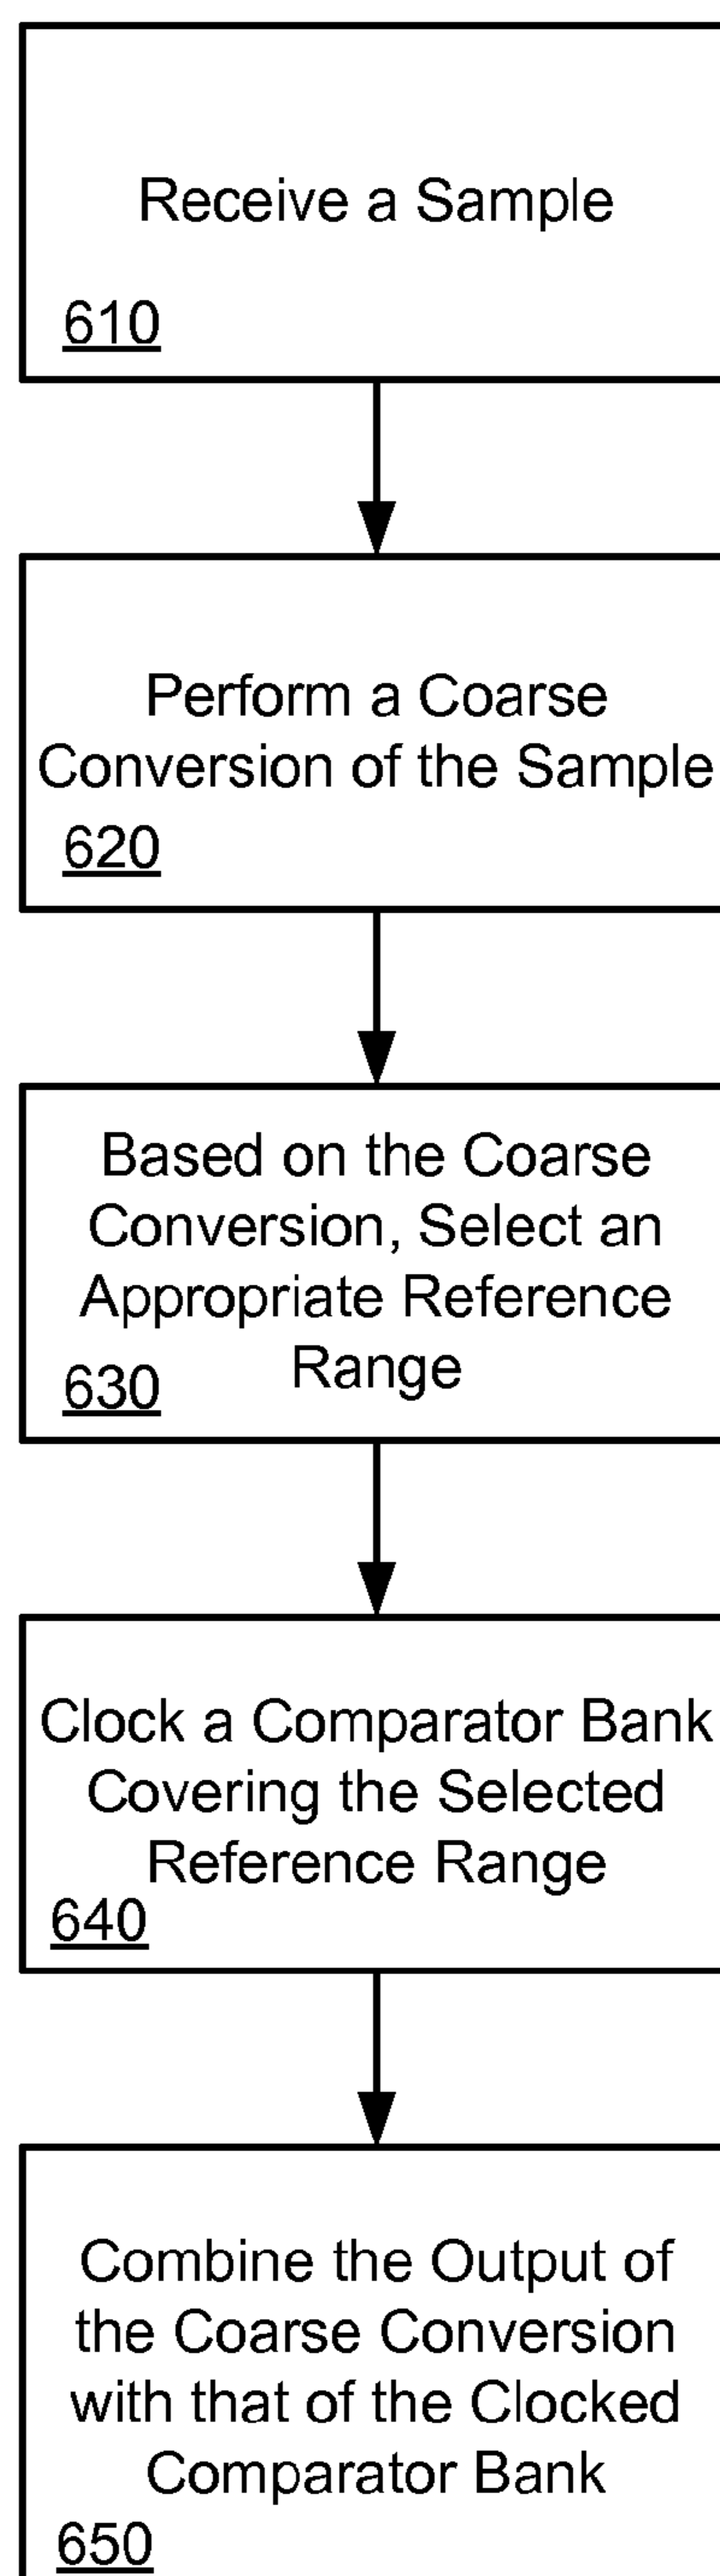 Receive a Sample
610
Perform a Coarse
Conversion of the Sample
620
Based on the Coarse
Conversion, Select an
Appropriate Reference
Range
630
Clock a Comparator Bank
Covering the Selected
Reference Range
640
Combine the Output of
the Coarse Conversion
with that of the Clocked
Comparator Bank
650